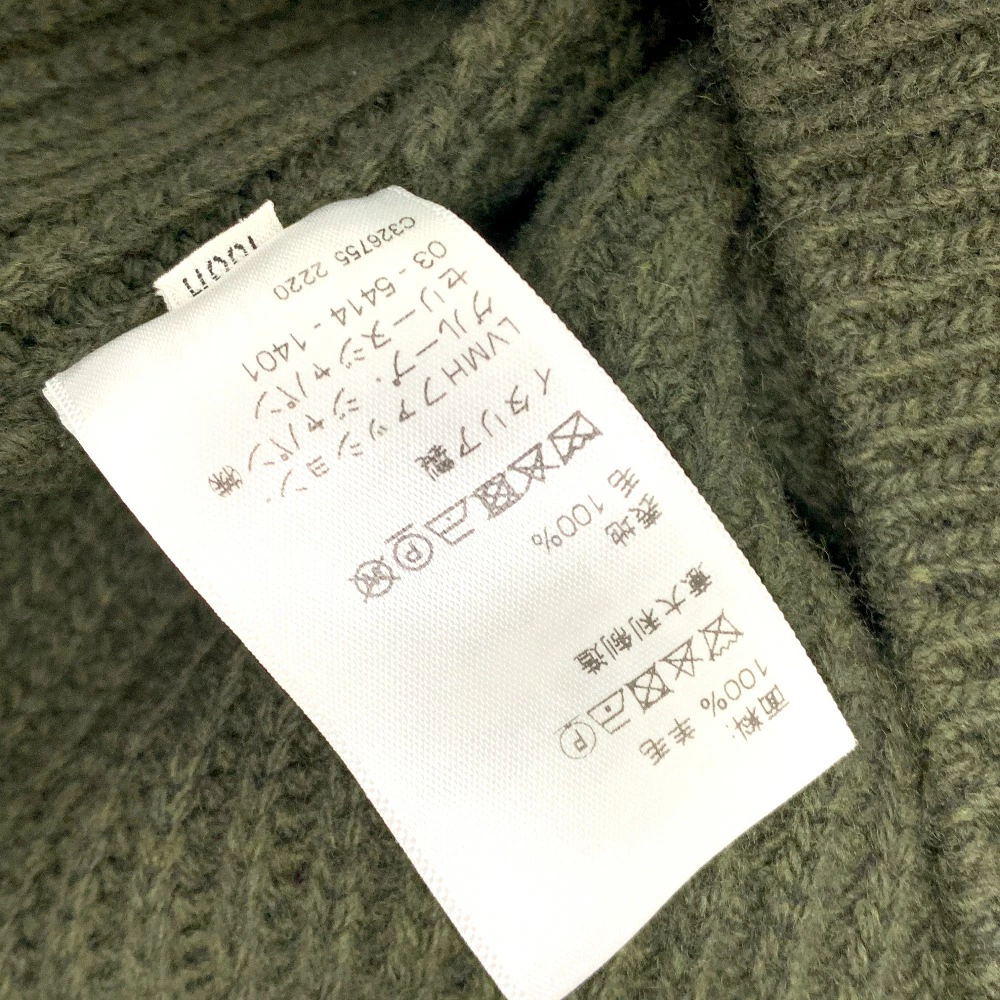 面料:
100% 羊毛
意大利制造
表地
毛 100%
イタリア製
LVMHファッション・
グループ・ジャパン㈱
セリーヌジャパン
03 - 5414 - 1401
C326755 2220